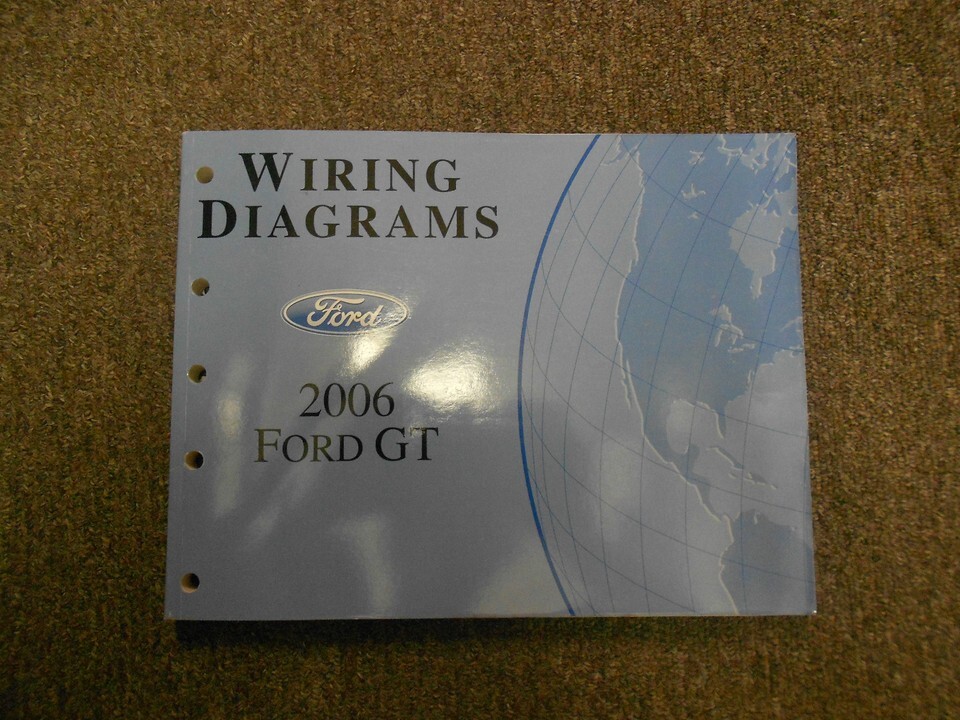 WIRING
DIAGRAMS
Ford
2006
FORD GT